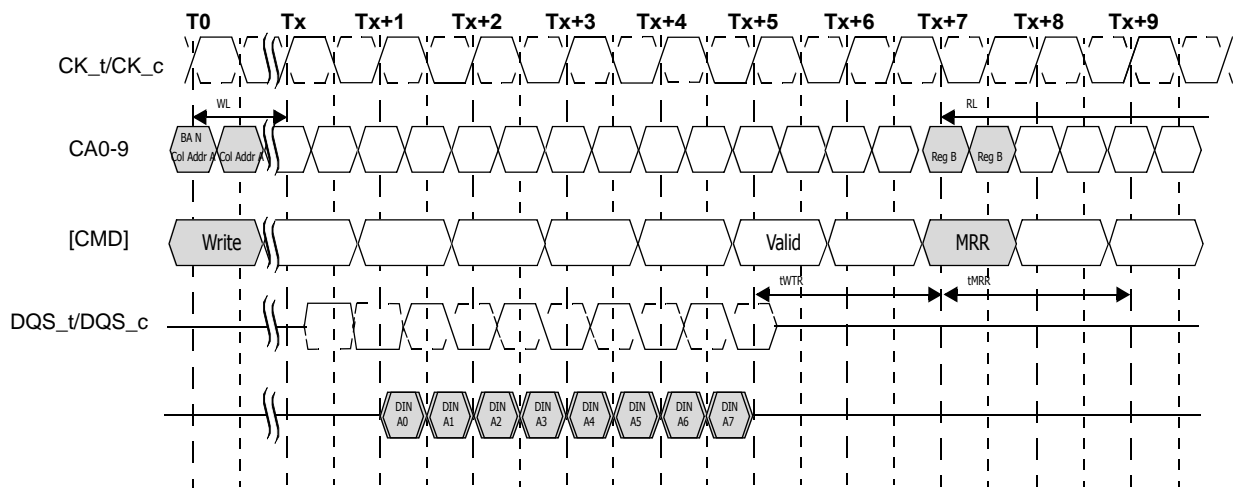 T0 Tx Tx+1 Tx+2 Tx+3 Tx+4 Tx+5 Tx+6 Tx+7 Tx+8 Tx+9
CK_t/CK_c
WL RL
CA0-9
BA N
Col Addr A Col Addr A Reg B Reg B
[CMD] Write Valid MRR
tWTR tMRR
DQS_t/DQS_c
DIN DIN DIN DIN DIN DIN DIN DIN
A0 A1 A2 A3 A4 A5 A6 A7